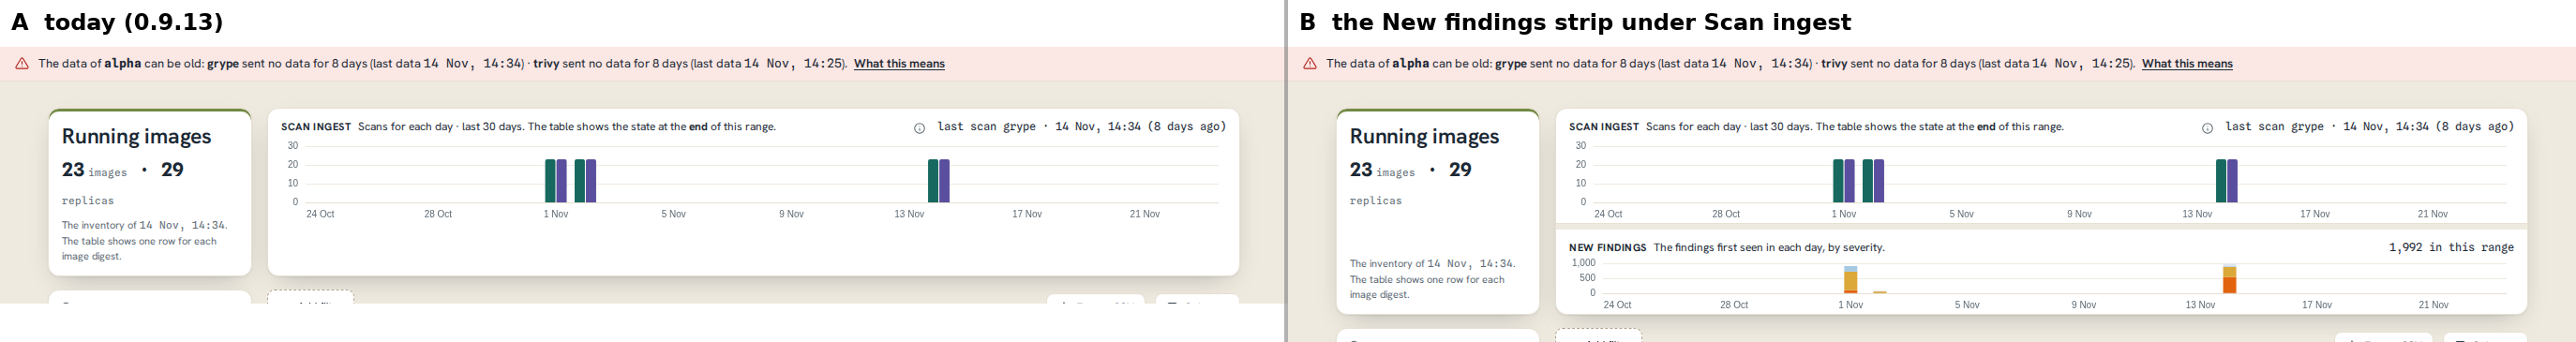 A today (0.9.13)
The data of alpha can be old: grype sent no data for 8 days (last data 14 Nov, 14:34) · trivy sent no data for 8 days (last data 14 Nov, 14:25). What this means
Running images
23 images • 29
replicas
The inventory of 14 Nov, 14:34.
The table shows one row for each
image digest.
SCAN INGEST Scans for each day · last 30 days. The table shows the state at the end of this range.
last scan grype · 14 Nov, 14:34 (8 days ago)
30
20
10
0
24 Oct 28 Oct 1 Nov 5 Nov 9 Nov 13 Nov 17 Nov 21 Nov
B the New findings strip under Scan ingest
The data of alpha can be old: grype sent no data for 8 days (last data 14 Nov, 14:34) · trivy sent no data for 8 days (last data 14 Nov, 14:25). What this means
Running images
23 images • 29
replicas
The inventory of 14 Nov, 14:34.
The table shows one row for each
image digest.
SCAN INGEST Scans for each day · last 30 days. The table shows the state at the end of this range.
last scan grype · 14 Nov, 14:34 (8 days ago)
30
20
10
0
24 Oct 28 Oct 1 Nov 5 Nov 9 Nov 13 Nov 17 Nov 21 Nov
NEW FINDINGS The findings first seen in each day, by severity.
1,992 in this range
1,000
500
0
24 Oct 28 Oct 1 Nov 5 Nov 9 Nov 13 Nov 17 Nov 21 Nov